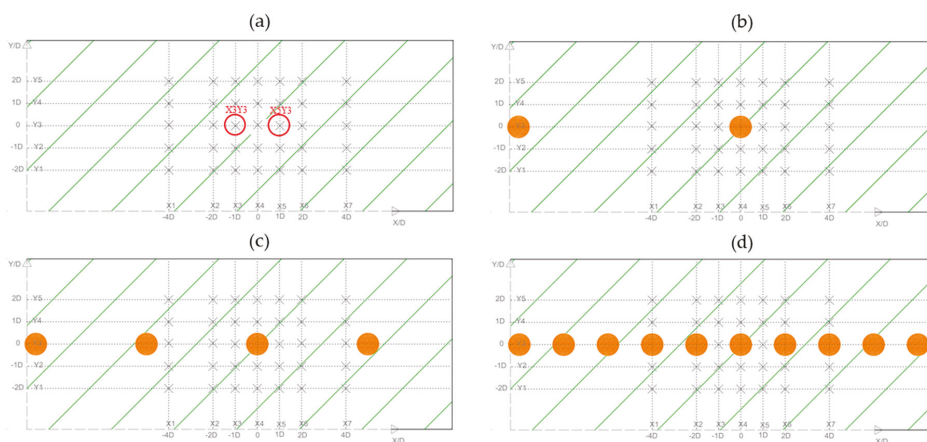 (a)
Y/D
2D Y5
1D Y4
0 Y3
-1D Y2
-2D Y1
X3Y3 X5Y3
X1 X2 X3 X4 X5 X6 X7
-4D -2D -1D 0 1D 2D 4D
X/D
(b)
Y/D
2D Y5
1D Y4
0
-1D Y2
-2D Y1
X1 X2 X3 X4 X5 X6 X7
-4D -2D -1D 0 1D 2D 4D
X/D
(c)
Y/D
2D Y5
1D Y4
0
-1D Y2
-2D Y1
X1 X2 X3 X4 X5 X6 X7
-4D -2D -1D 0 1D 2D 4D
X/D
(d)
Y/D
2D Y5
1D Y4
0
-1D Y2
-2D Y1
X1 X2 X3 X4 X5 X6 X7
-4D -2D -1D 0 1D 2D 4D
X/D